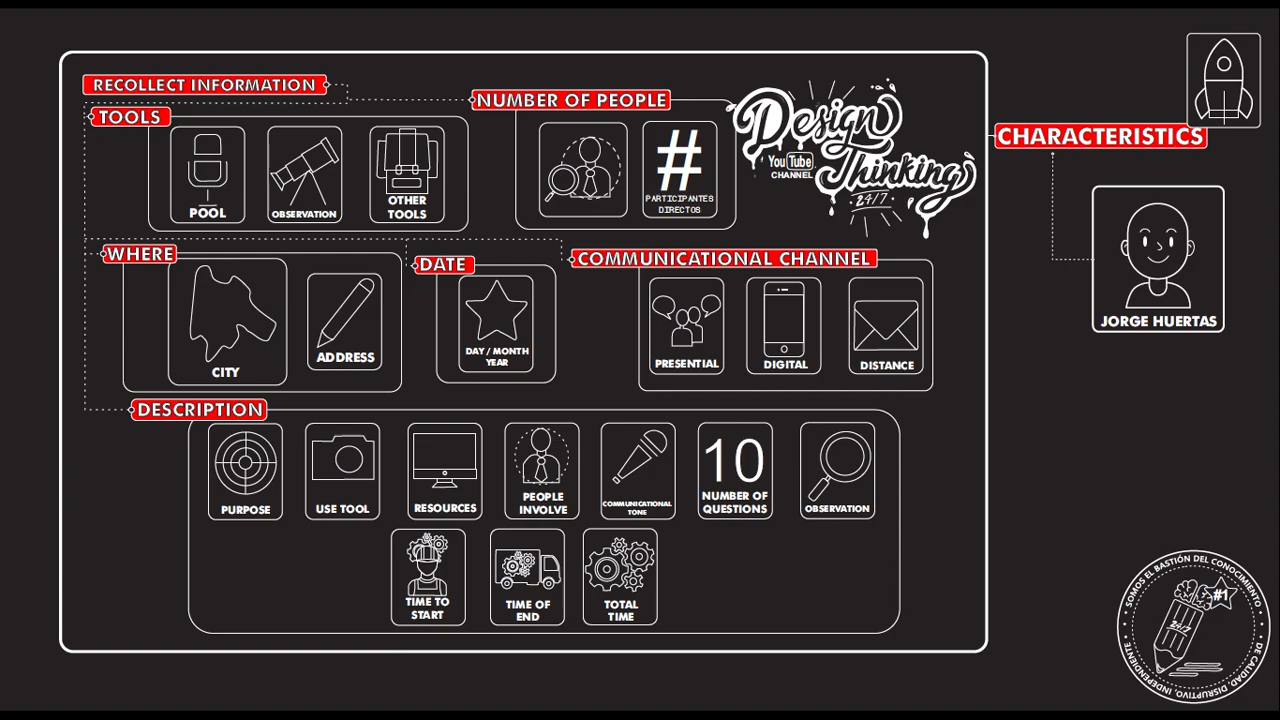 RECOLLECT INFORMATION
TOOLS
POOL
OBSERVATION
OTHER
TOOLS
NUMBER OF PEOPLE
#
PARTICIPANTES
DIRECTOS
Design
Thinking
YouTube
CHANNEL
24/7
CHARACTERISTICS
JORGE HUERTAS
WHERE
CITY
ADDRESS
DATE
DAY / MONTH
YEAR
COMMUNICATIONAL CHANNEL
PRESENTIAL
DIGITAL
DISTANCE
DESCRIPTION
PURPOSE
USE TOOL
RESOURCES
PEOPLE
INVOLVE
COMMUNICATIONAL
TONE
10
NUMBER OF
QUESTIONS
OBSERVATION
TIME TO
START
TIME OF
END
TOTAL
TIME
SOMOS EL BASTIÓN DEL CONOCIMIENTO
DE CALIDAD, DISRUPTIVO, INDEPENDIENTE
#1
24/7